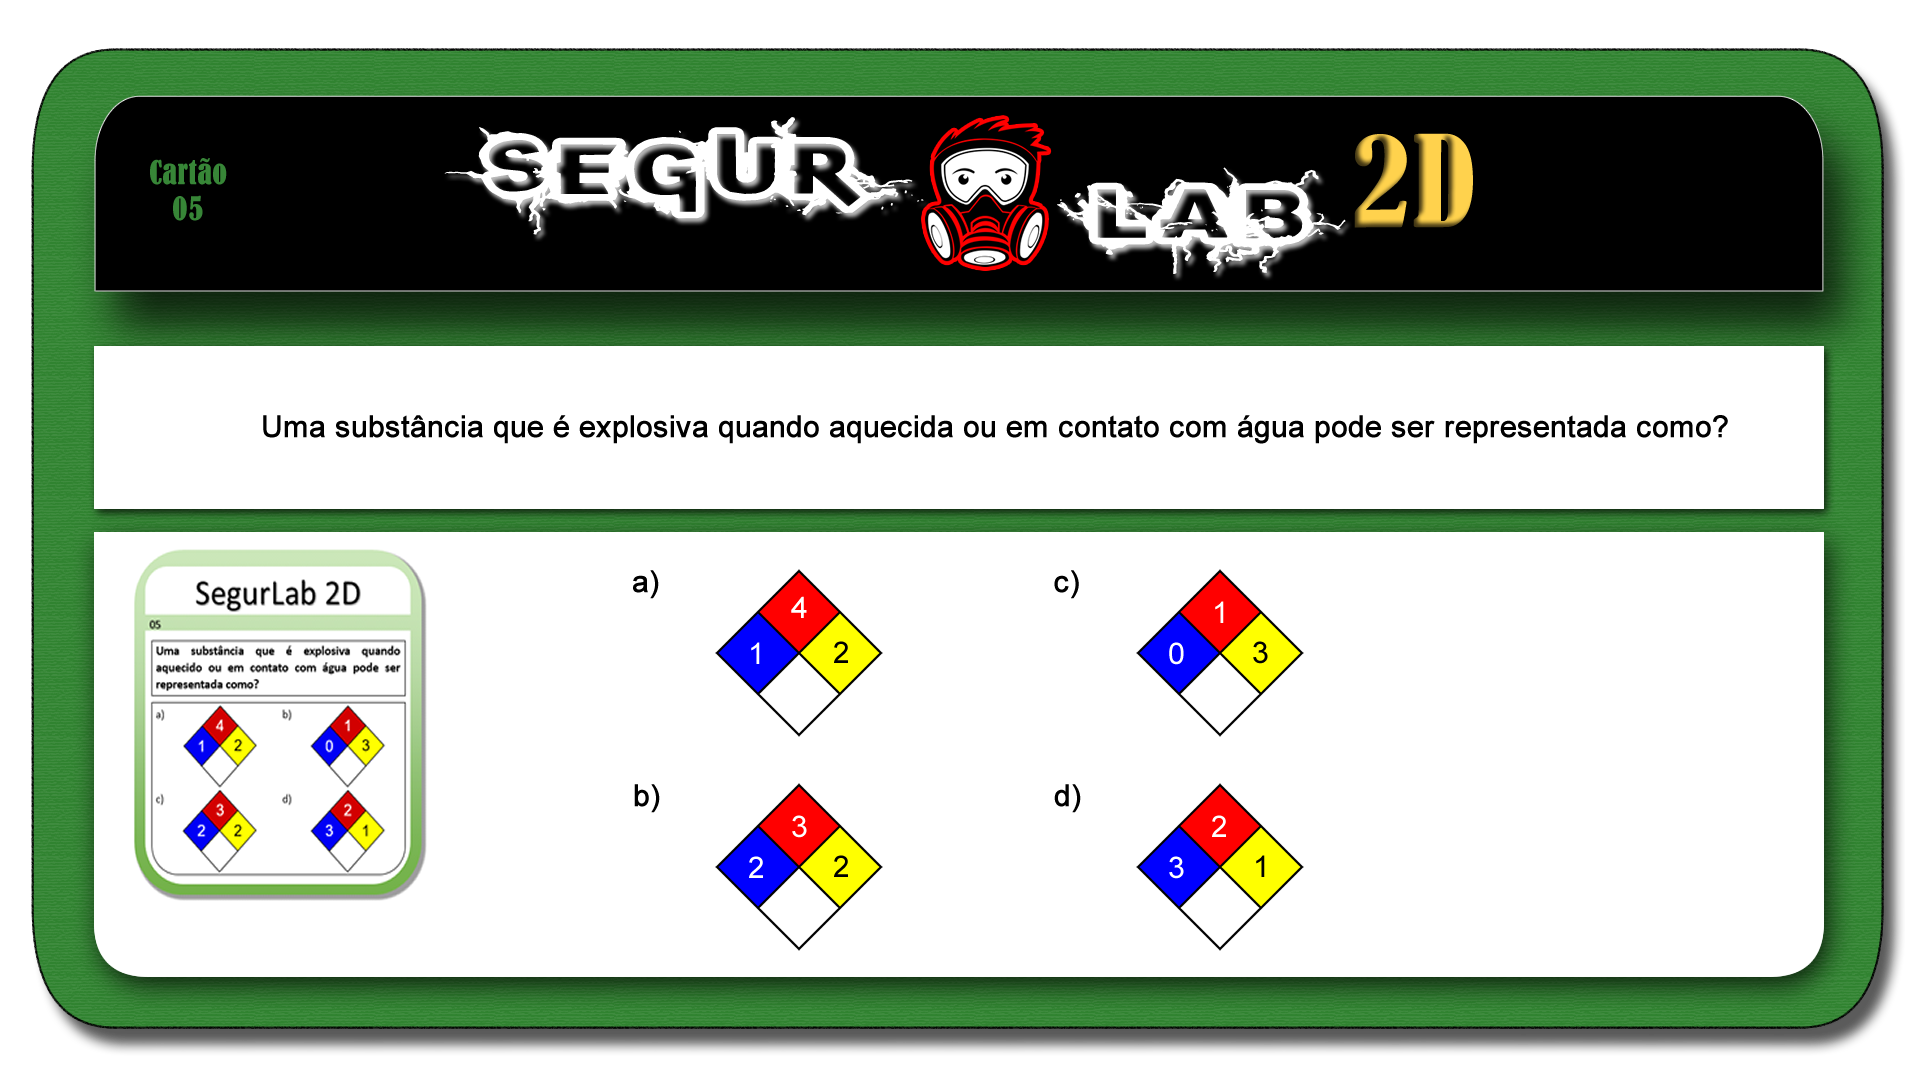 Cartão
05
SEGUR LAB 2D
Uma substância que é explosiva quando aquecida ou em contato com água pode ser representada como?
SegurLab 2D
05
Uma substância que é explosiva quando
aquecido ou em contato com água pode ser
representada como?
a)
4
1 2
b)
1
0 3
c)
3
2 2
d)
2
3 1
a)
4
1 2
c)
1
0 3
b)
3
2 2
d)
2
3 1